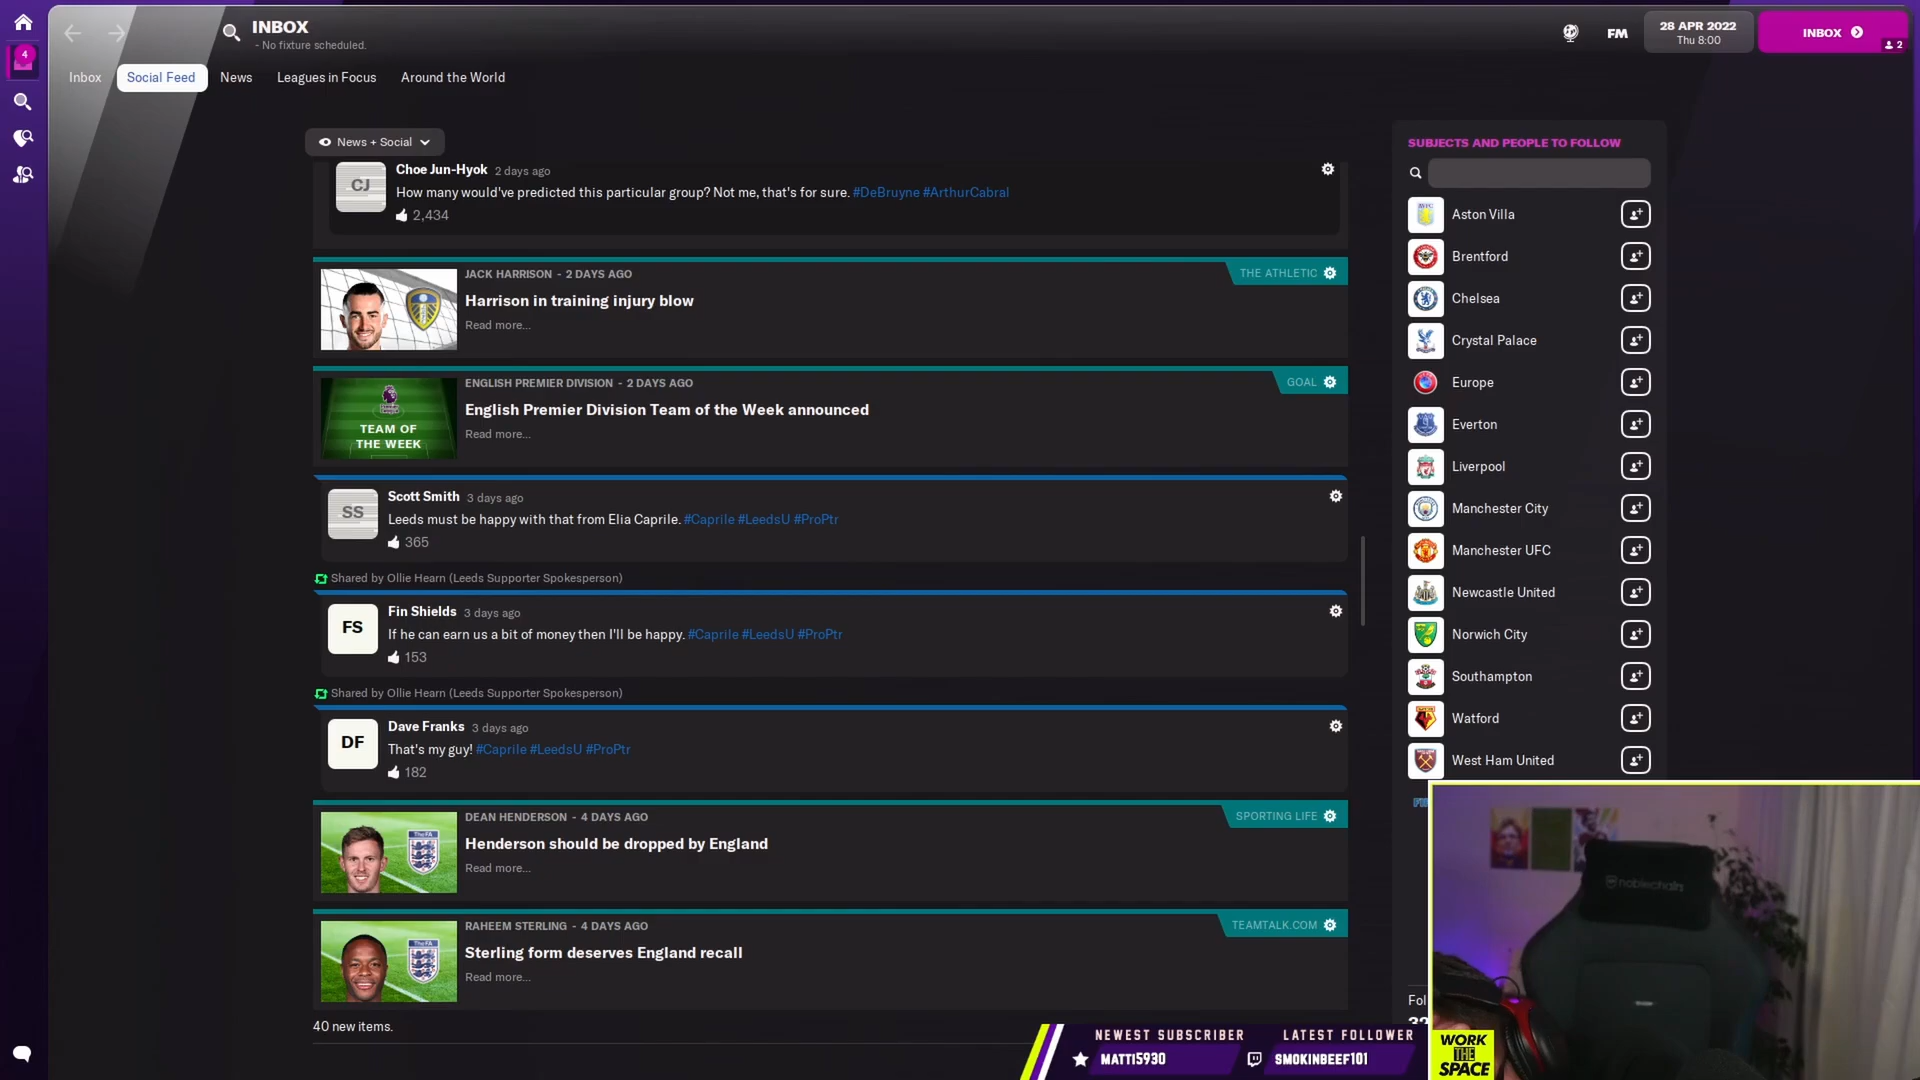 4
INBOX
- No fixture scheduled.
FM
28 APR 2022
Thu 8:00
INBOX
2
Inbox
Social Feed
News
Leagues in Focus
Around the World
News + Social
CJ
Choe Jun-Hyok 2 days ago
How many would've predicted this particular group? Not me, that's for sure. #DeBruyne #ArthurCabral
2,434
JACK HARRISON - 2 DAYS AGO
THE ATHLETIC
Harrison in training injury blow
Read more...
ENGLISH PREMIER DIVISION - 2 DAYS AGO
GOAL
English Premier Division Team of the Week announced
Read more...
TEAM OF
THE WEEK
SS
Scott Smith 3 days ago
Leeds must be happy with that from Elia Caprile. #Caprile #LeedsU #ProPtr
365
Shared by Ollie Hearn (Leeds Supporter Spokesperson)
FS
Fin Shields 3 days ago
If he can earn us a bit of money then I'll be happy. #Caprile #LeedsU #ProPtr
153
Shared by Ollie Hearn (Leeds Supporter Spokesperson)
DF
Dave Franks 3 days ago
That's my guy! #Caprile #LeedsU #ProPtr
182
DEAN HENDERSON - 4 DAYS AGO
SPORTING LIFE
Henderson should be dropped by England
Read more...
The FA
RAHEEM STERLING - 4 DAYS AGO
TEAMTALK.COM
Sterling form deserves England recall
Read more...
The FA
40 new items.
SUBJECTS AND PEOPLE TO FOLLOW
Aston Villa
Brentford
Chelsea
Crystal Palace
Europe
Everton
Liverpool
Manchester City
Manchester UFC
Newcastle United
Norwich City
Southampton
Watford
West Ham United
noblechairs
NEWEST SUBSCRIBER
MATTI5930
LATEST FOLLOWER
SMOKINBEEF101
WORK
THE
SPACE